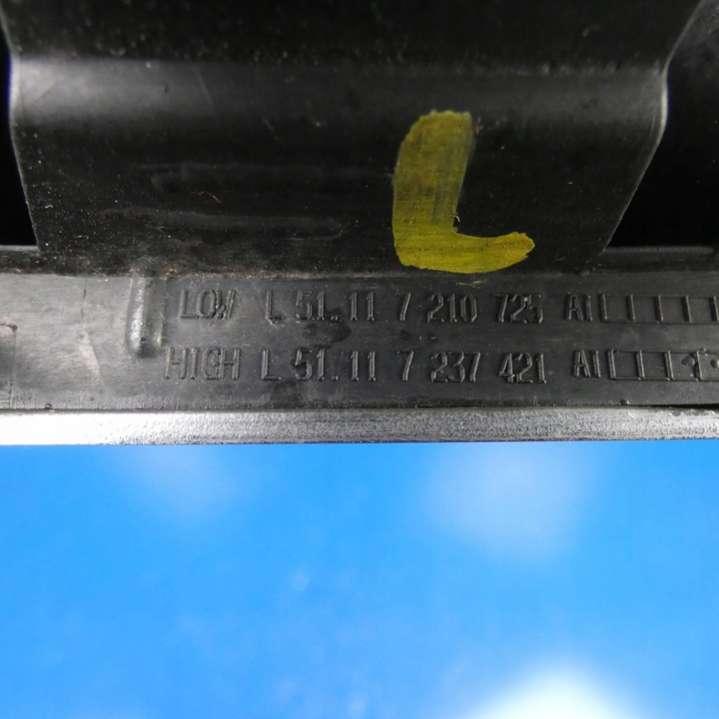 L
LOW L 51.11 7 210 725 AI
HIGH L 51.11 7 237 421 AI